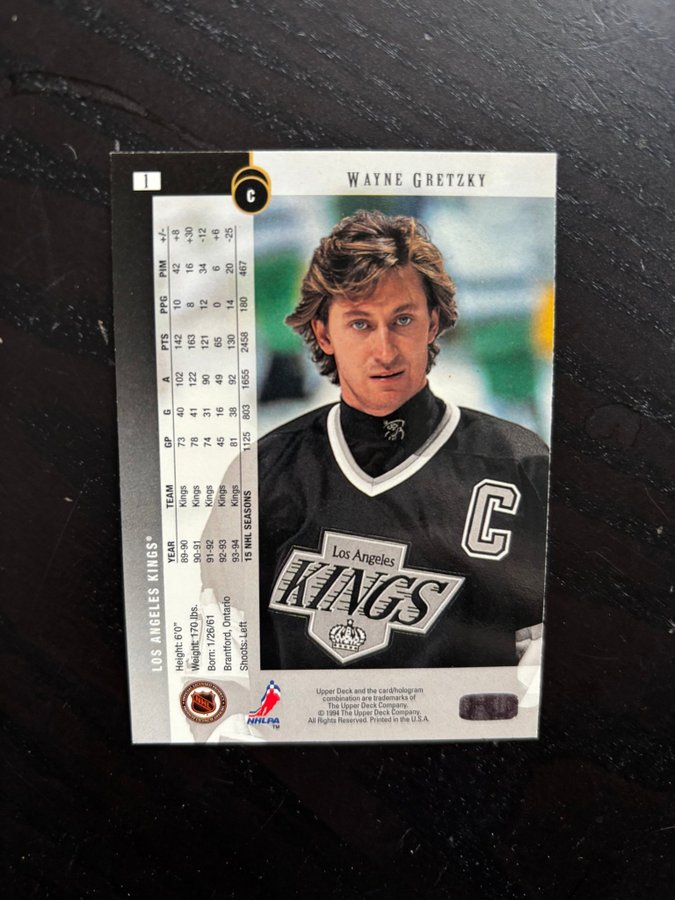 1
C
WAYNE GRETZKY
LOS ANGELES KINGS®
YEAR TEAM GP G A PTS PPG PIM +/-
89-90 Kings 73 40 102 142 10 42 +8
90-91 Kings 78 41 122 163 8 16 +30
91-92 Kings 74 31 90 121 12 34 -12
92-93 Kings 45 16 49 65 0 6 +6
93-94 Kings 81 38 92 130 14 20 -25
15 NHL SEASONS 1125 803 1655 2458 180 467
Height: 6'0"
Weight: 170 lbs.
Born: 1/26/61
Brantford, Ontario
Shoots: Left
C
Los Angeles
KINGS
NHL
NHLPA
TM
Upper Deck and the card/hologram
combination are trademarks of
The Upper Deck Company.
© 1994 The Upper Deck Company.
All Rights Reserved. Printed in the U.S.A.